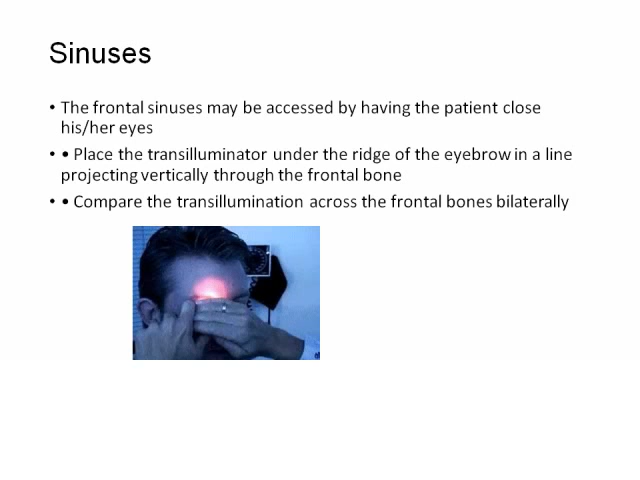 Sinuses
• The frontal sinuses may be accessed by having the patient close
his/her eyes
• • Place the transilluminator under the ridge of the eyebrow in a line
projecting vertically through the frontal bone
• • Compare the transillumination across the frontal bones bilaterally